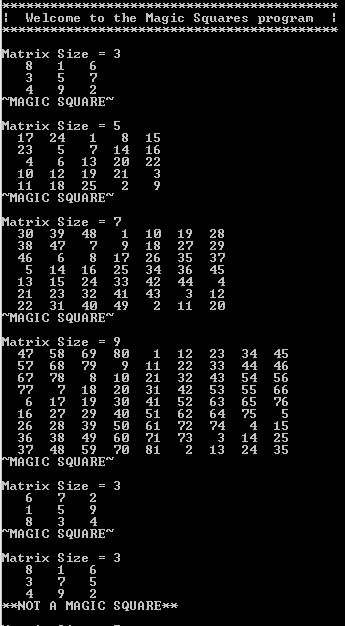 ******************************************
|  Welcome to the Magic Squares program  |
******************************************
Matrix Size = 3
8 1 6
3 5 7
4 9 2
~MAGIC SQUARE~
Matrix Size = 5
17 24 1 8 15
23 5 7 14 16
4 6 13 20 22
10 12 19 21 3
11 18 25 2 9
~MAGIC SQUARE~
Matrix Size = 7
30 39 48 1 10 19 28
38 47 7 9 18 27 29
46 6 8 17 26 35 37
5 14 16 25 34 36 45
13 15 24 33 42 44 4
21 23 32 41 43 3 12
22 31 40 49 2 11 20
~MAGIC SQUARE~
Matrix Size = 9
47 58 69 80 1 12 23 34 45
57 68 79 9 11 22 33 44 46
67 78 8 10 21 32 43 54 56
77 7 18 20 31 42 53 55 66
6 17 19 30 41 52 63 65 76
16 27 29 40 51 62 64 75 5
26 28 39 50 61 72 74 4 15
36 38 49 60 71 73 3 14 25
37 48 59 70 81 2 13 24 35
~MAGIC SQUARE~
Matrix Size = 3
6 7 2
1 5 9
8 3 4
~MAGIC SQUARE~
Matrix Size = 3
8 1 6
3 7 5
4 9 2
**NOT A MAGIC SQUARE**